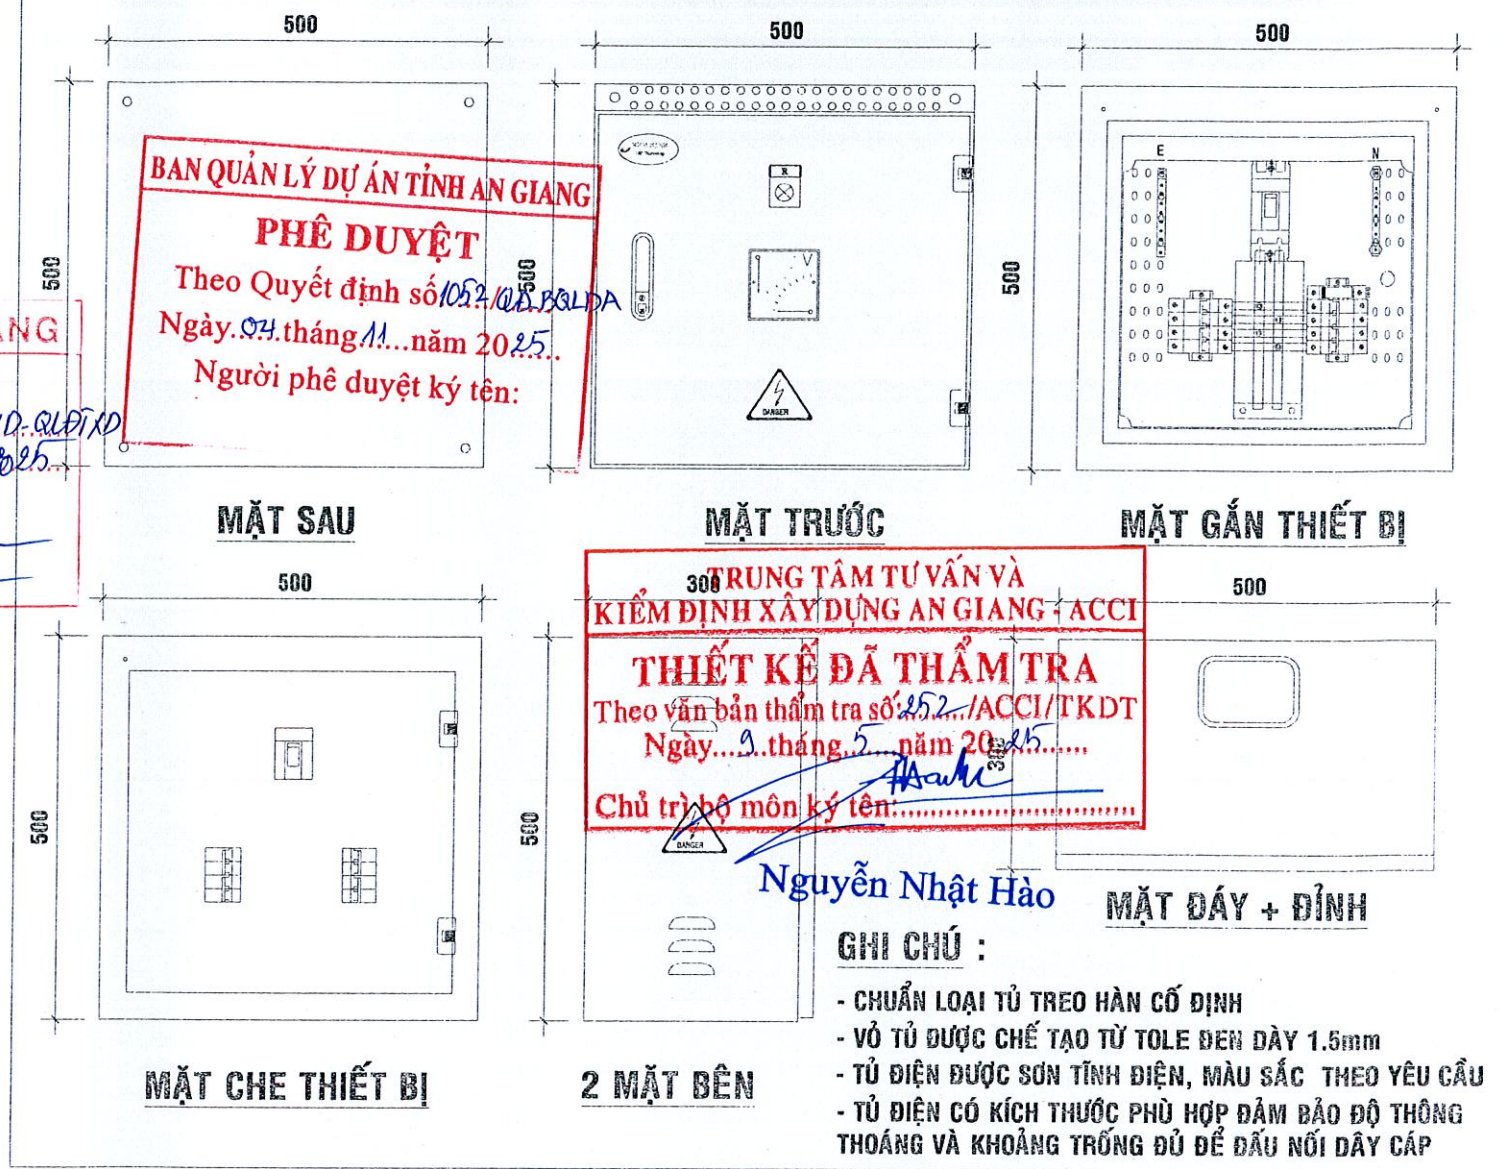 500
500
500
500
500
500
E
N
R
V
DANGER
BAN QUẢN LÝ DỰ ÁN TỈNH AN GIANG
PHÊ DUYỆT
Theo Quyết định số 1052/QĐ.BQLDA
Ngày..04.tháng.11....năm 2025......
Người phê duyệt ký tên:
ANG
D-QLĐTXD
MẶT SAU
MẶT TRƯỚC
MẶT GẮN THIẾT BỊ
500
300
500
500
500
300
TRUNG TÂM TƯ VẤN VÀ
KIỂM ĐỊNH XÂY DỰNG AN GIANG - ACCI
THIẾT KẾ ĐÃ THẨM TRA
Theo văn bản thẩm tra số:252....../ACCI/TKDT
Ngày....9..tháng.5....năm 2025..........
Chủ trì bộ môn ký tên:................................
DANGER
Nguyễn Nhật Hào
MẶT CHE THIẾT BỊ
2 MẶT BÊN
MẶT ĐÁY + ĐỈNH
GHI CHÚ :
- CHUẨN LOẠI TỦ TREO HÀN CỐ ĐỊNH
- VỎ TỦ ĐƯỢC CHẾ TẠO TỪ TOLE ĐEN DÀY 1.5mm
- TỦ ĐIỆN ĐƯỢC SƠN TĨNH ĐIỆN, MÀU SẮC THEO YÊU CẦU
- TỦ ĐIỆN CÓ KÍCH THƯỚC PHÙ HỢP ĐẢM BẢO ĐỘ THÔNG
THOÁNG VÀ KHOẢNG TRỐNG ĐỦ ĐỂ ĐẤU NỐI DÂY CÁP